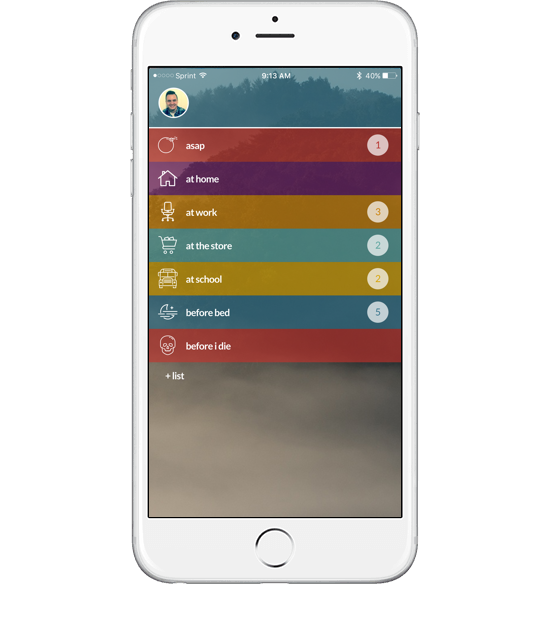 Sprint 9:13 AM 40%
asap 1
at home
at work 3
at the store 2
at school 2
before bed 5
before i die
+ list